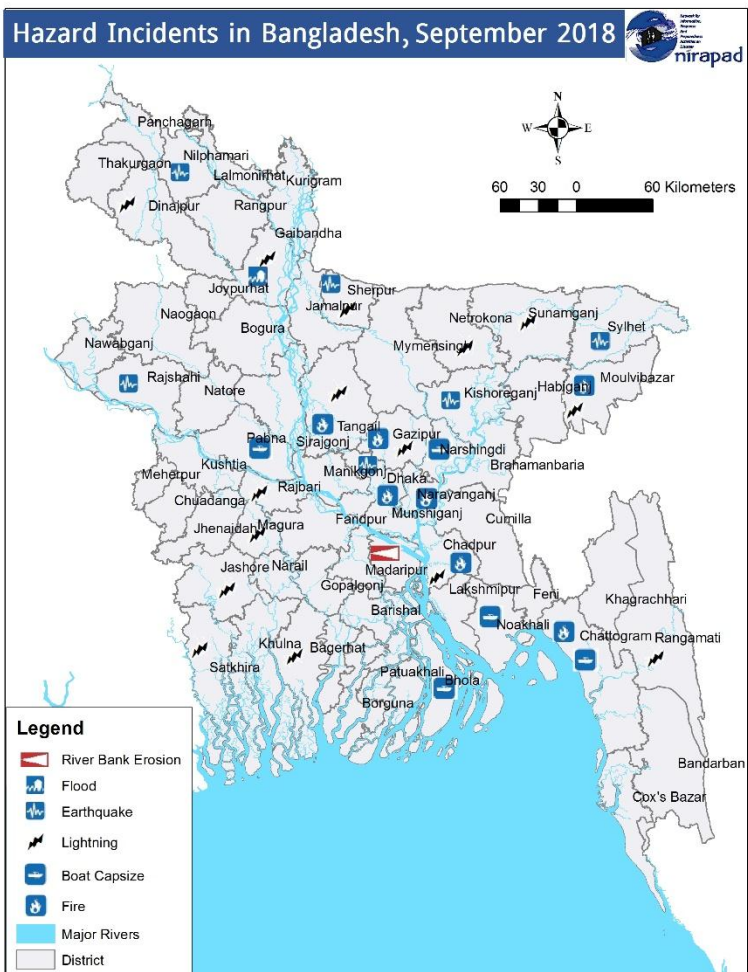 Hazard Incidents in Bangladesh, September 2018
nirapad
N
W E
S
60 30 0 60 Kilometers
Panchagarh
Nilphamari
Thakurgaon
Lalmonirhat
Kurigram
Dinajpur
Rangpur
Gaibandha
Joypurhat
Sherpur
Jamalpur
Naogaon
Bogura
Netrokona
Sunamganj
Sylhet
Nawabganj
Mymensingh
Rajshahi
Habiganj
Moulvibazar
Natore
Kishoreganj
Tangail
Sirajgonj
Gazipur
Pabna
Narshingdi
Kushtia
Manikgonj
Brahamanbaria
Meherpur
Dhaka
Rajbari
Chuadanga
Narayanganj
Munshiganj
Faridpur
Cumilla
Jhenaidah
Magura
Chadpur
Jashore
Narail
Madaripur
Gopalgonj
Lakshmipur
Feni
Khagrachhari
Barishal
Noakhali
Chattogram
Rangamati
Khulna
Bagerhat
Satkhira
Patuakhali
Bhola
Borguna
Bandarban
Cox's Bazar
Legend
River Bank Erosion
Flood
Earthquake
Lightning
Boat Capsize
Fire
Major Rivers
District